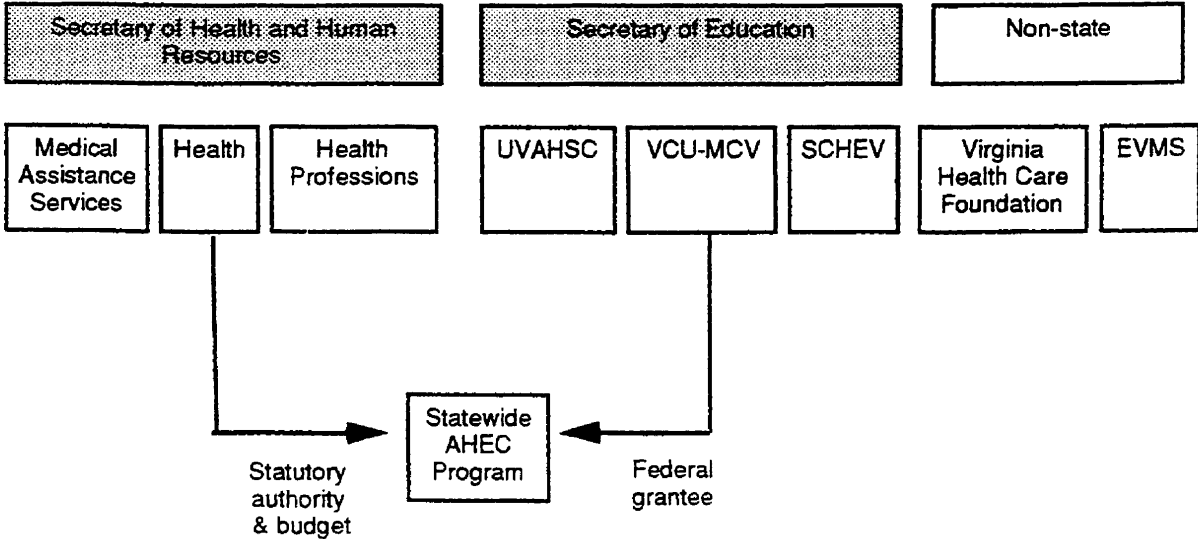 Secretary of Health and Human
Resources
Secretary of Education
Non-state
Medical
Assistance
Services
Health
Health
Professions
UVAHSC
VCU-MCV
SCHEV
Virginia
Health Care
Foundation
EVMS
Statewide
AHEC
Program
Statutory
authority
& budget
Federal
grantee